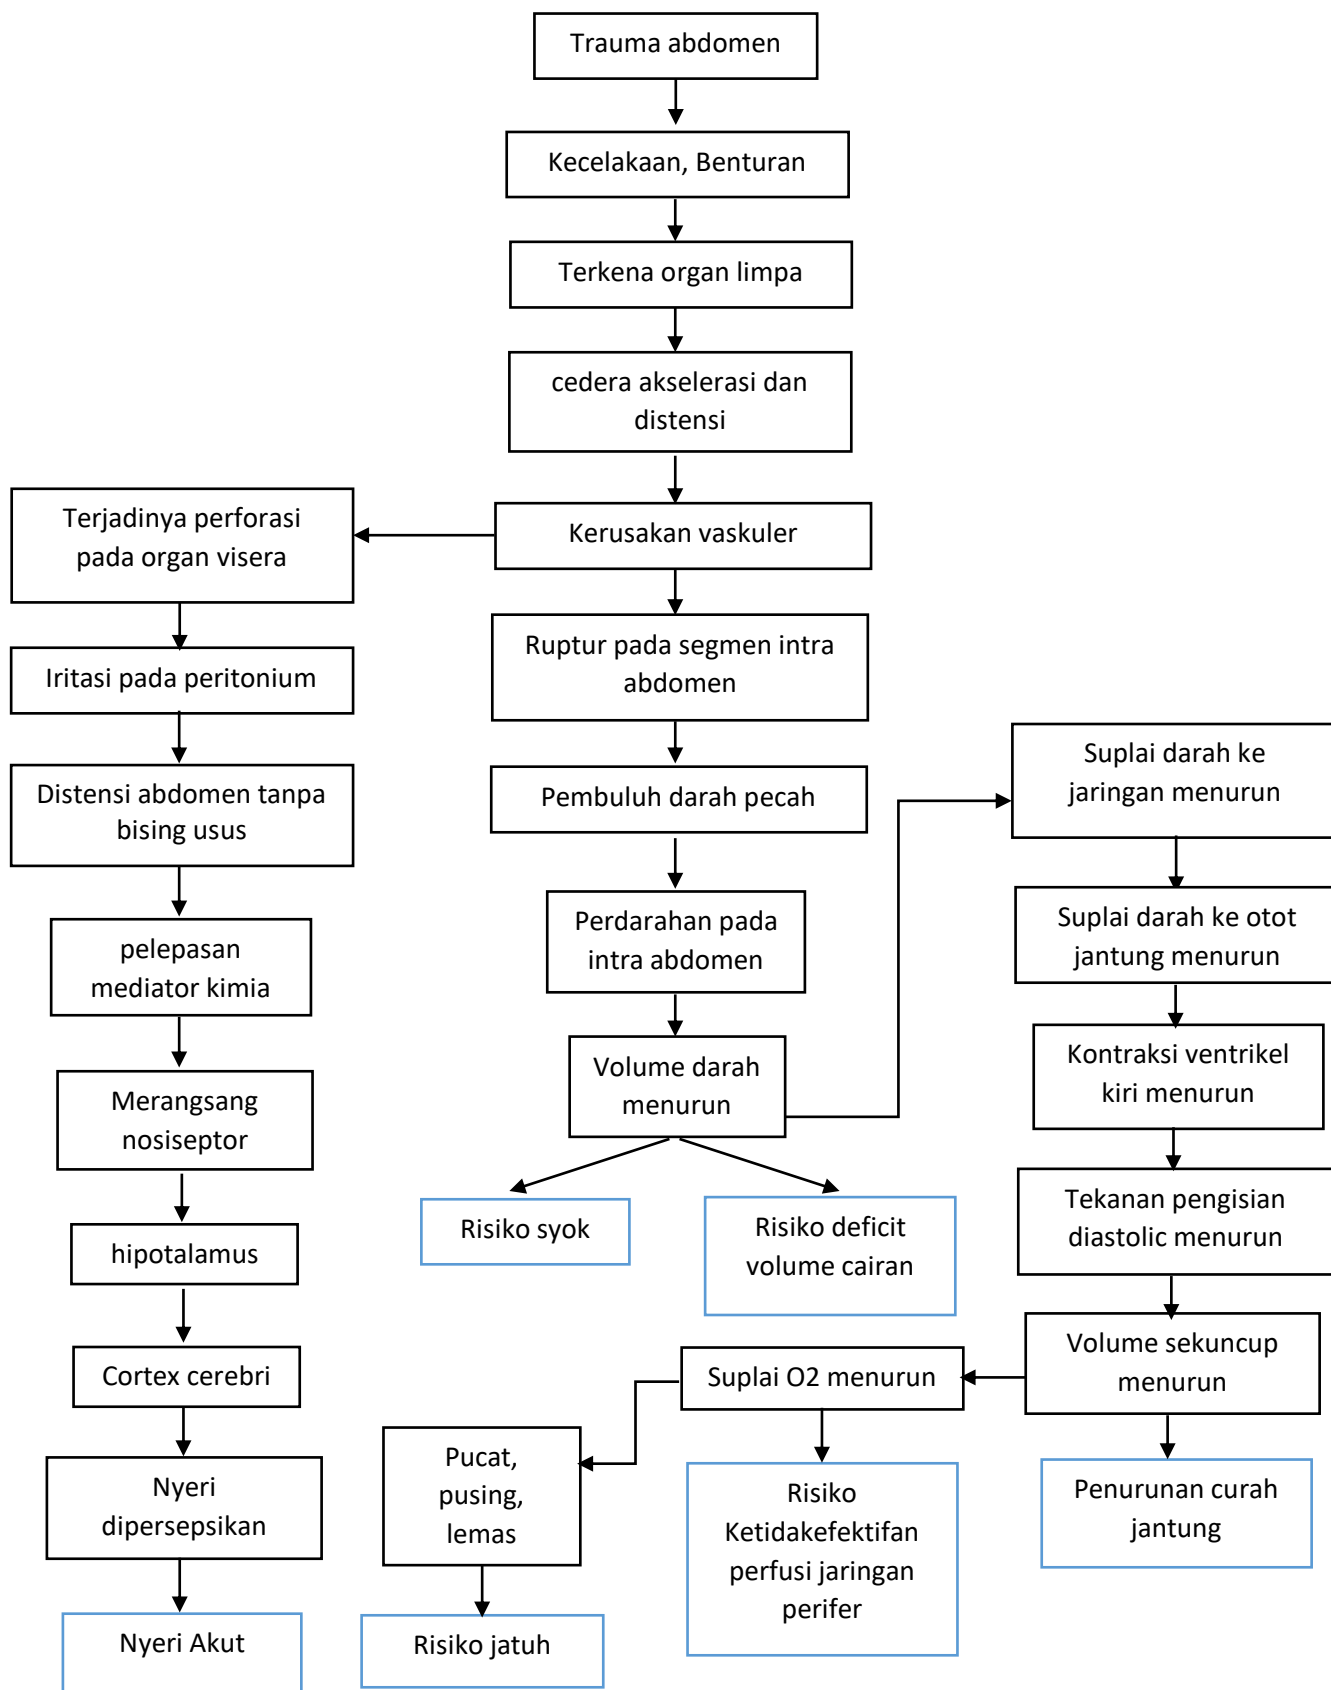 Trauma abdomen
Kecelakaan, Benturan
Terkena organ limpa
cedera akselerasi dan
distensi
Kerusakan vaskuler
Terjadinya perforasi
pada organ visera
Iritasi pada peritonium
Distensi abdomen tanpa
bising usus
pelepasan
mediator kimia
Merangsang
nosiseptor
hipotalamus
Cortex cerebri
Nyeri
dipersepsikan
Nyeri Akut
Ruptur pada segmen intra
abdomen
Pembuluh darah pecah
Perdarahan pada
intra abdomen
Volume darah
menurun
Risiko syok
Risiko deficit
volume cairan
Suplai darah ke
jaringan menurun
Suplai darah ke otot
jantung menurun
Kontraksi ventrikel
kiri menurun
Tekanan pengisian
diastolic menurun
Volume sekuncup
menurun
Penurunan curah
jantung
Suplai O2 menurun
Risiko
Ketidakefektifan
perfusi jaringan
perifer
Pucat,
pusing,
lemas
Risiko jatuh